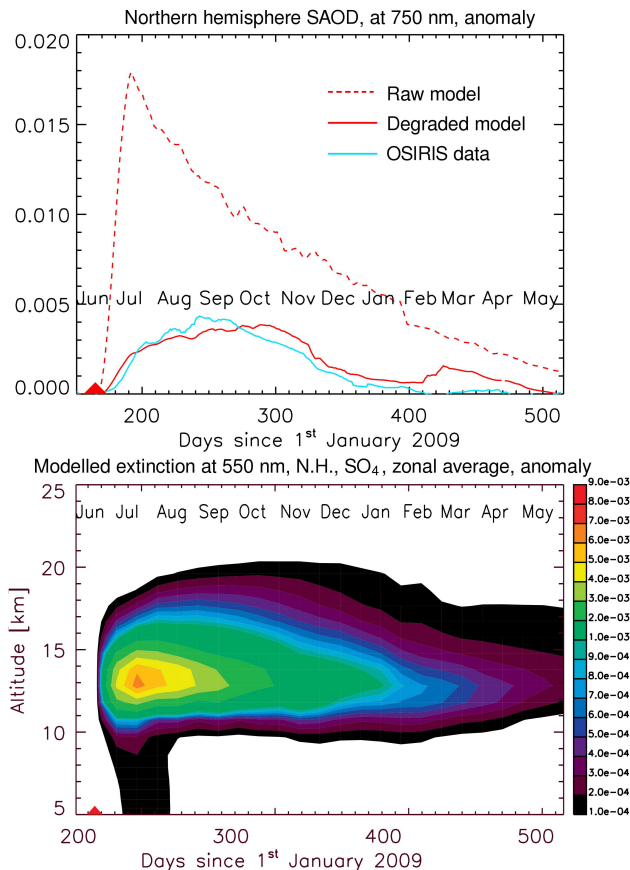 Northern hemisphere SAOD, at 750 nm, anomaly
0.020
0.015
0.010
0.005
0.000
Raw model
Degraded model
OSIRIS data
Jun Jul Aug Sep Oct Nov Dec Jan Feb Mar Apr May
200 300 400 500
Days since 1st January 2009
Modelled extinction at 550 nm, N.H., SO4, zonal average, anomaly
25
20
15
10
5
Altitude [km]
Jun Jul Aug Sep Oct Nov Dec Jan Feb Mar Apr May
200 300 400 500
Days since 1st January 2009
9.0e-03
8.0e-03
7.0e-03
6.0e-03
5.0e-03
4.0e-03
3.0e-03
2.0e-03
1.0e-03
9.0e-04
8.0e-04
7.0e-04
6.0e-04
5.0e-04
4.0e-04
3.0e-04
2.0e-04
1.0e-04